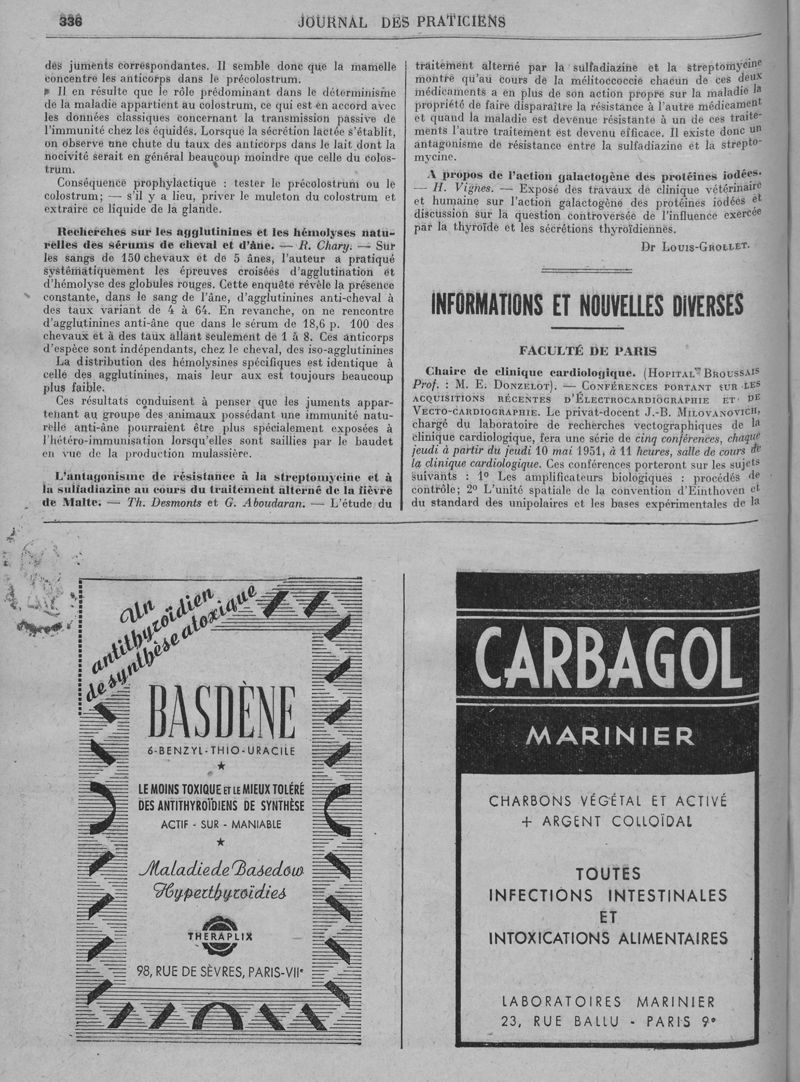 336
JOURNAL DES PRATICIENS
des juments correspondantes. Il semble donc que la mamelle
concentre les anticorps dans le précolostrum.
Il en résulte que le rôle prédominant dans le déterminisme
de la maladie appartient au colostrum, ce qui est en accord avec
les données classiques concernant la transmission passive de
l'immunité chez les équidés. Lorsque la sécrétion lactée s'établit,
on observe une chute du taux des anticorps dans le lait dont la
nocivité serait en général beaucoup moindre que celle du colos-
trum.
Conséquence prophylactique : tester le précolostrum ou le
colostrum; — s'il y a lieu, priver le muleton du colostrum et
extraire ce liquide de la glande.
Recherches sur les agglutinines et les hémolyses natu-
relles des sérums de cheval et d'âne. — R. Chary. — Sur
les sangs de 150 chevaux et de 5 ânes, l'auteur a pratiqué
systématiquement les épreuves croisées d'agglutination et
d'hémolyse des globules rouges. Cette enquête révèle la présence
constante, dans le sang de l'âne, d'agglutinines anti-cheval à
des taux variant de 4 à 64. En revanche, on ne rencontre
d'agglutinines anti-âne que dans le sérum de 18,6 p. 100 des
chevaux et à des taux allant seulement de 1 à 8. Ces anticorps
d'espèce sont indépendants, chez le cheval, des iso-agglutinines
La distribution des hémolysines spécifiques est identique à
celle des agglutinines, mais leur aux est toujours beaucoup
plus faible.
Ces résultats conduisent à penser que les juments appar-
tenant au groupe des animaux possédant une immunité natu-
relle anti-âne pourraient être plus spécialement exposées à
l'hétéro-immunisation lorsqu'elles sont saillies par le baudet
en vue de la production mulassière.
L'antagonisme de résistance à la streptomycine et à
la sulfadiazine au cours du traitement alterné de la fièvre
de Malte. — Th. Desmonts et G. Aboudaran. — L'étude du
traitement alterné par la sulfadiazine et la streptomycine
montre qu'au cours de la mélitoccoccie chacun de ces deux
médicaments a en plus de son action propre sur la maladie la
propriété de faire disparaître la résistance à l'autre médicament
et quand la maladie est devenue résistante à un de ces traite-
ments l'autre traitement est devenu efficace. Il existe donc un
antagonisme de résistance entre la sulfadiazine et la strepto-
mycine.
A propos de l'action galactogène des protéines iodées.
— H. Vignes. — Exposé des travaux de clinique vétérinaire
et humaine sur l'action galactogène des protéines iodées et
discussion sur la question controversée de l'influence exercée
par la thyroïde et les sécrétions thyroïdiennes.
Dr LOUIS-GROLLET.
INFORMATIONS ET NOUVELLES DIVERSES
FACULTÉ DE PARIS
Chaire de clinique cardiologique. (HOPITAL BROUSSAIS
Prof. : M. E. DONZELOT). — CONFÉRENCES PORTANT SUR LES
ACQUISITIONS RÉCENTES D'ÉLECTROCARDIOGRAPHIE ET DE
VECTO-CARDIOGRAPHIE. Le privat-docent J.-B. MILOVANOVICH,
chargé du laboratoire de recherches vectographiques de la
clinique cardiologique, fera une série de cinq conférences, chaque
jeudi à partir du jeudi 10 mai 1951, à 11 heures, salle de cours de
la clinique cardiologique. Ces conférences porteront sur les sujets
suivants : 1º Les amplificateurs biologiques : procédés de
contrôle; 2º L'unité spatiale de la convention d'Einthoven et
du standard des unipolaires et les bases expérimentales de la
Un
antithyroïdien
de synthèse atoxique
BASDÈNE
6-BENZYL-THIO-URACILE
LE MOINS TOXIQUE ET LE MIEUX TOLÉRÉ
DES ANTITHYROÏDIENS DE SYNTHÈSE
ACTIF - SUR - MANIABLE
Maladie de Basedow
Hyperthyroïdies
THERAPLIX
98, RUE DE SÈVRES, PARIS-VIIe
CARBAGOL
MARINIER
CHARBONS VÉGÉTAL ET ACTIVÉ
+ ARGENT COLLOÏDAL
TOUTES
INFECTIONS INTESTINALES
ET
INTOXICATIONS ALIMENTAIRES
LABORATOIRES MARINIER
23, RUE BALLU - PARIS 9e